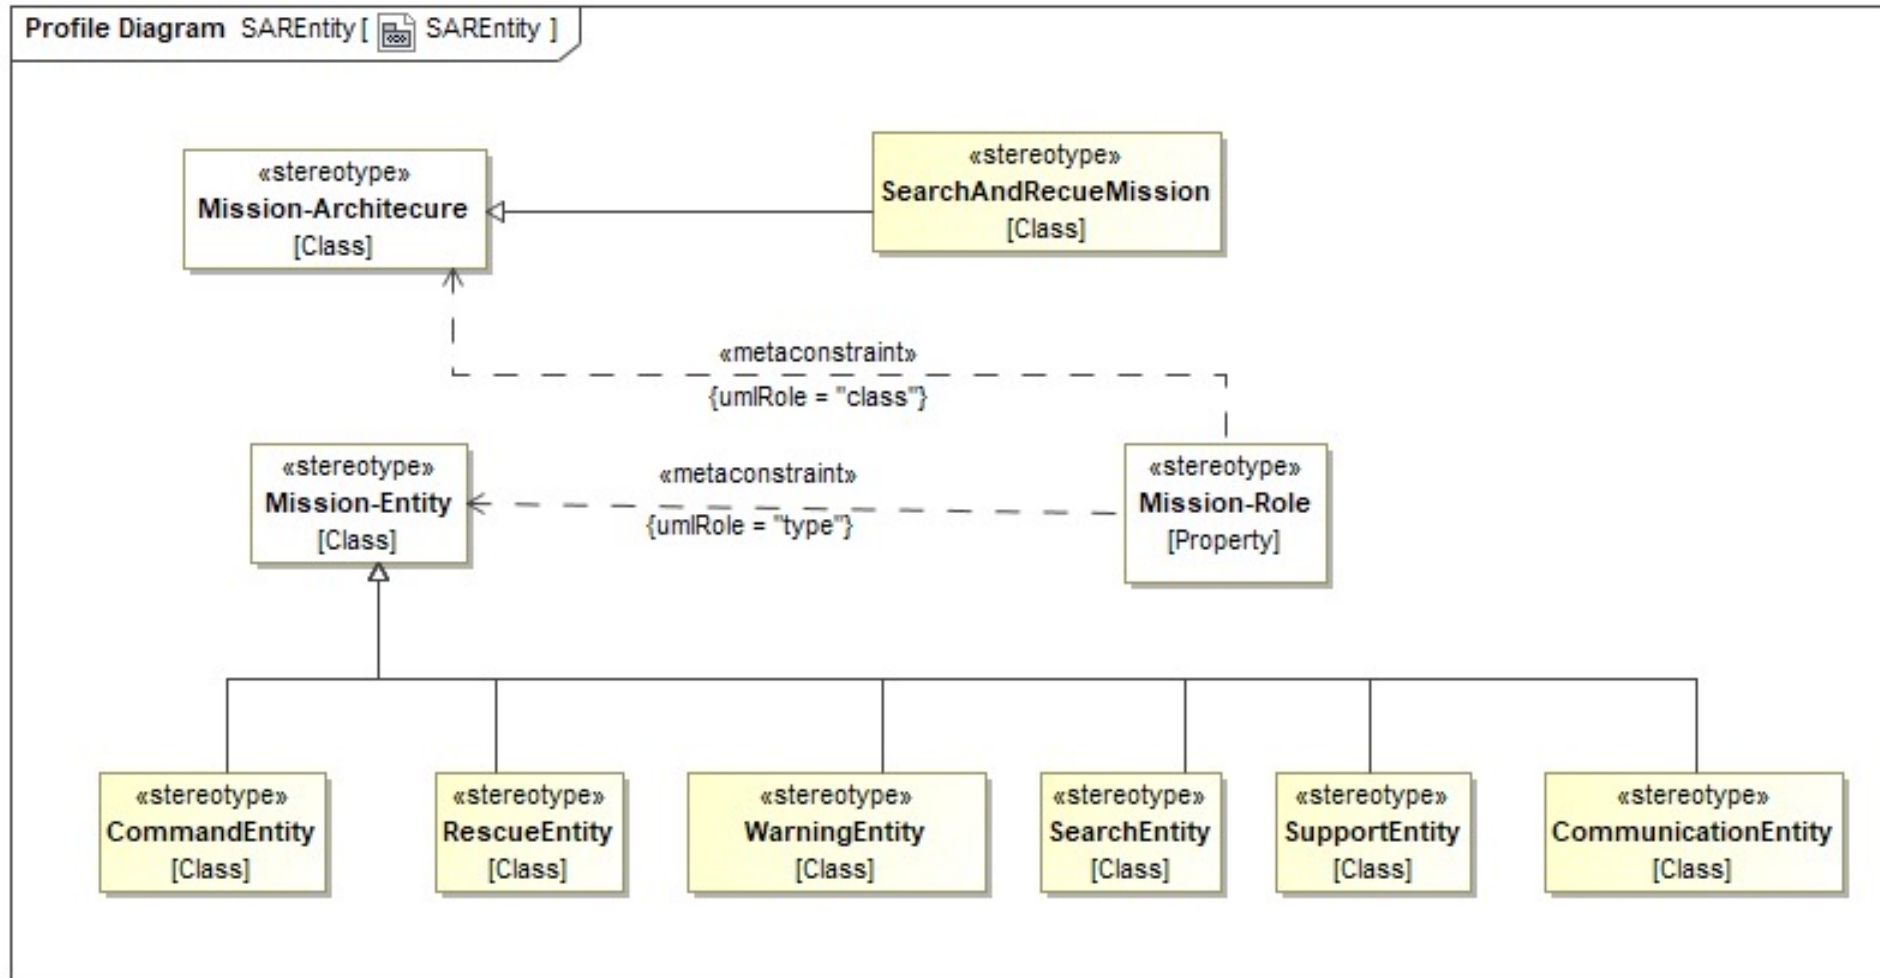 Profile Diagram SAREntity [ SAREntity ]
«stereotype»
Mission-Architecure
[Class]
«stereotype»
SearchAndRecueMission
[Class]
«metaconstraint»
{umlRole = "class"}
«stereotype»
Mission-Entity
[Class]
«metaconstraint»
{umlRole = "type"}
«stereotype»
Mission-Role
[Property]
«stereotype»
CommandEntity
[Class]
«stereotype»
RescueEntity
[Class]
«stereotype»
WarningEntity
[Class]
«stereotype»
SearchEntity
[Class]
«stereotype»
SupportEntity
[Class]
«stereotype»
CommunicationEntity
[Class]